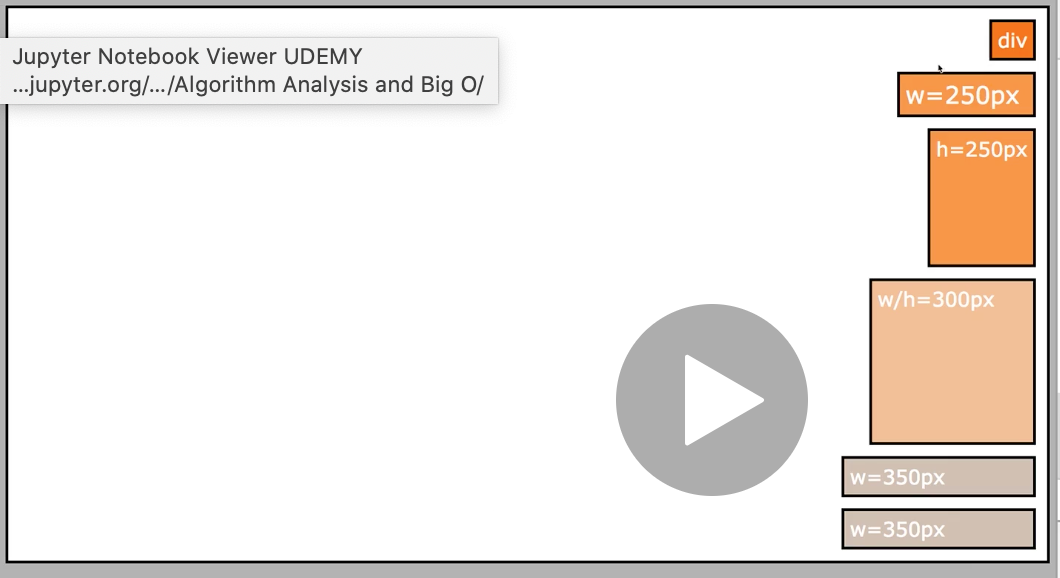 Jupyter Notebook Viewer UDEMY
...jupyter.org/.../Algorithm Analysis and Big O/
div
w=250px
h=250px
w/h=300px
w=350px
w=350px